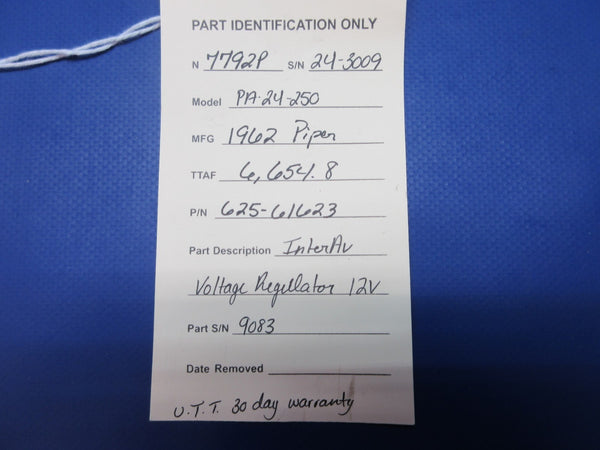 PART IDENTIFICATION ONLY
N 7792P S/N 24-3009
Model PA-24-250
MFG 1962 Piper
TTAF 6,654.8
P/N 625-61623
Part Description InterAv
Voltage Regullator 12V
Part S/N 9083
Date Removed
U.T.T. 30 day warranty